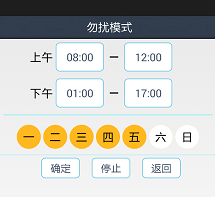 勿扰模式
上午 08:00 — 12:00
下午 01:00 — 17:00
一 二 三 四 五 六 日
确定 停止 返回